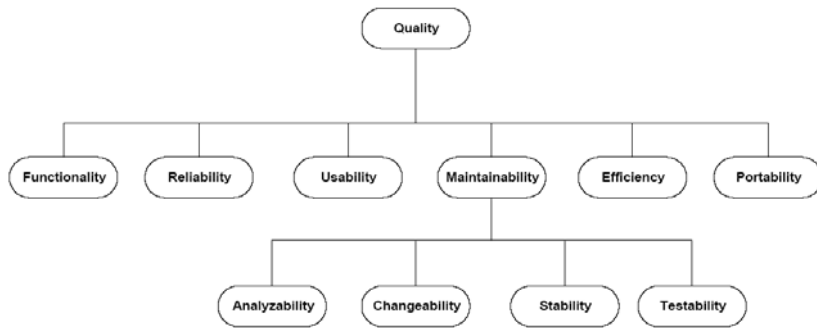 Quality
Functionality
Reliability
Usability
Maintainability
Efficiency
Portability
Analyzability
Changeability
Stability
Testability